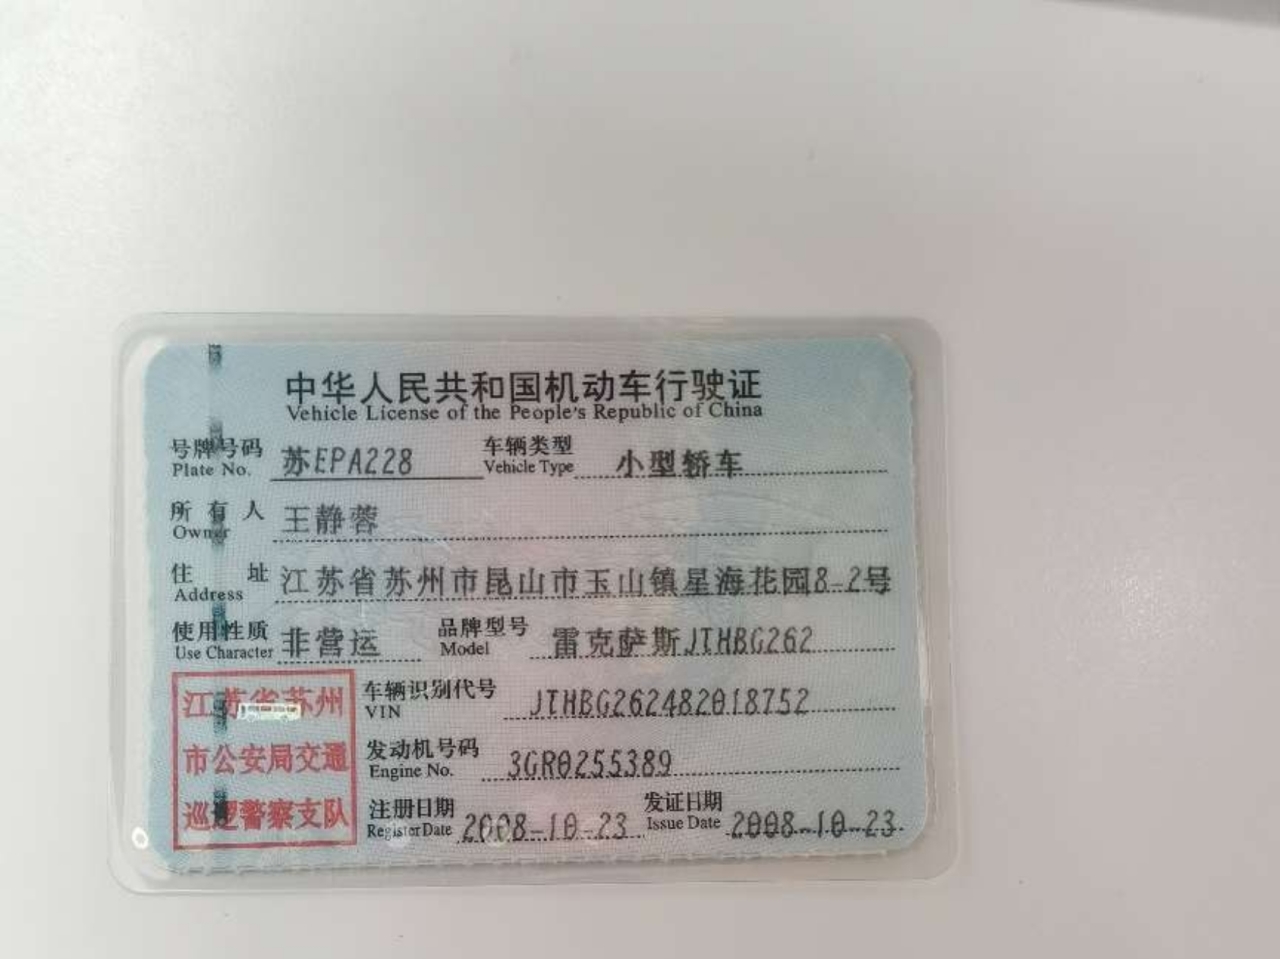 中华人民共和国机动车行驶证
Vehicle License of the People's Republic of China
号牌号码 苏EPA228 车辆类型 小型轿车
Plate No. Vehicle Type
所有人 王静蓉
Owner
住址 江苏省苏州市昆山市玉山镇星海花园8-2号
Address
使用性质 非营运 品牌型号 雷克萨斯JTHBG262
Use Character Model
江苏省苏州
市公安局交通
巡逻警察支队
车辆识别代号 JTHBG262482018752
VIN
发动机号码 3GR0255389
Engine No.
注册日期 2008-10-23 发证日期 2008-10-23
Register Date Issue Date